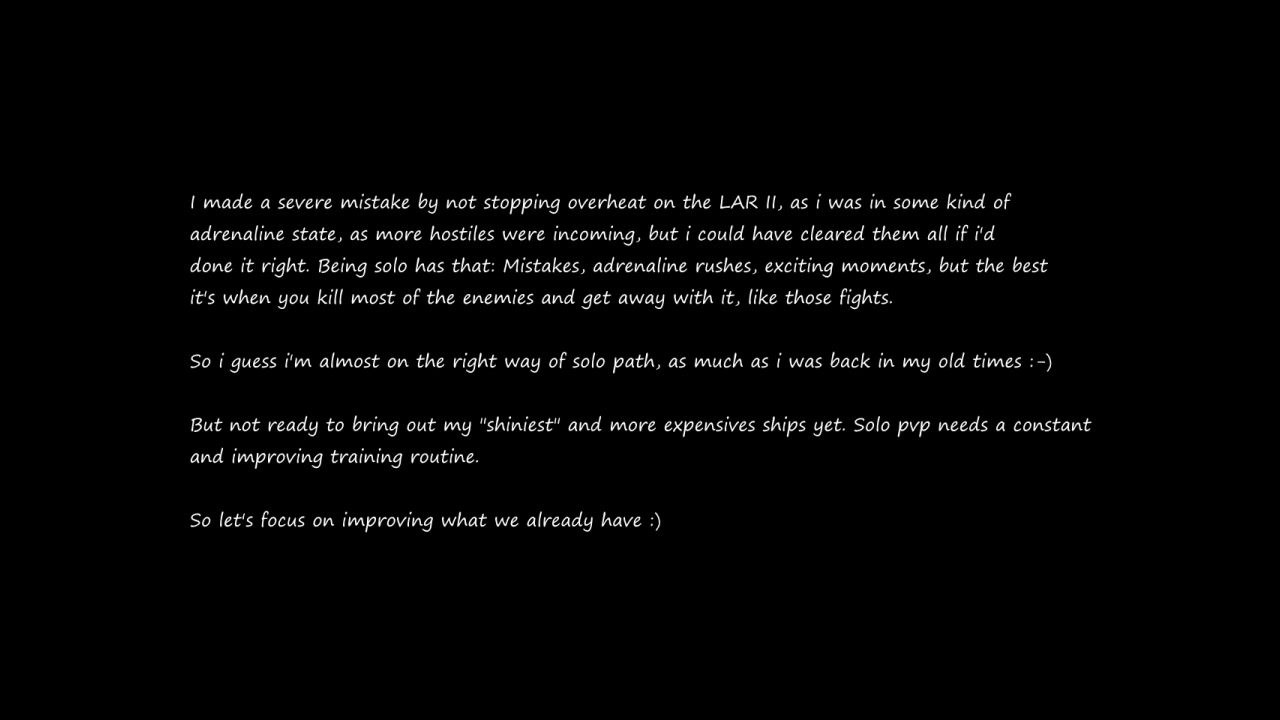 I made a severe mistake by not stopping overheat on the LAR II, as i was in some kind of
adrenaline state, as more hostiles were incoming, but i could have cleared them all if i'd
done it right. Being solo has that: Mistakes, adrenaline rushes, exciting moments, but the best
it's when you kill most of the enemies and get away with it, like those fights.
So i guess i'm almost on the right way of solo path, as much as i was back in my old times :-)
But not ready to bring out my "shiniest" and more expensives ships yet. Solo pvp needs a constant
and improving training routine.
So let's focus on improving what we already have :)